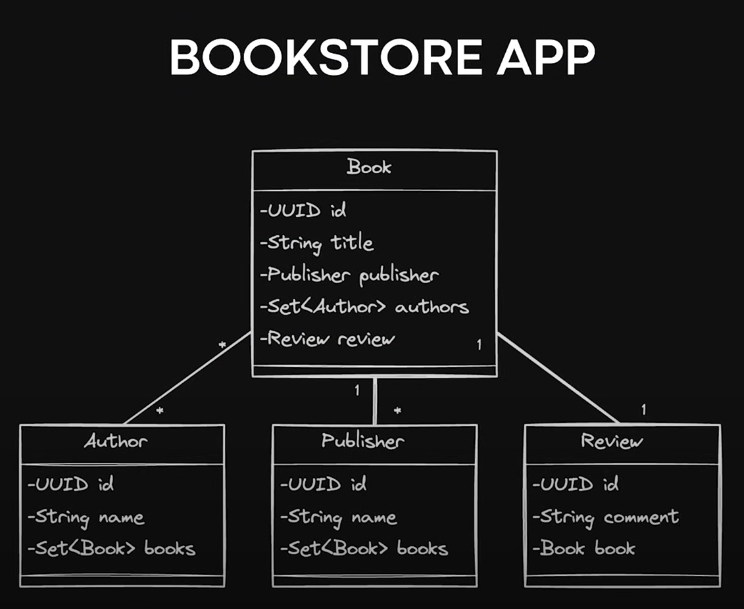 BOOKSTORE APP
Book
-UUID id
-String title
-Publisher publisher
-Set<Author> authors
-Review review
1
*
*
1
*
1
Author
-UUID id
-String name
-Set<Book> books
Publisher
-UUID id
-String name
-Set<Book> books
Review
-UUID id
-String comment
-Book book